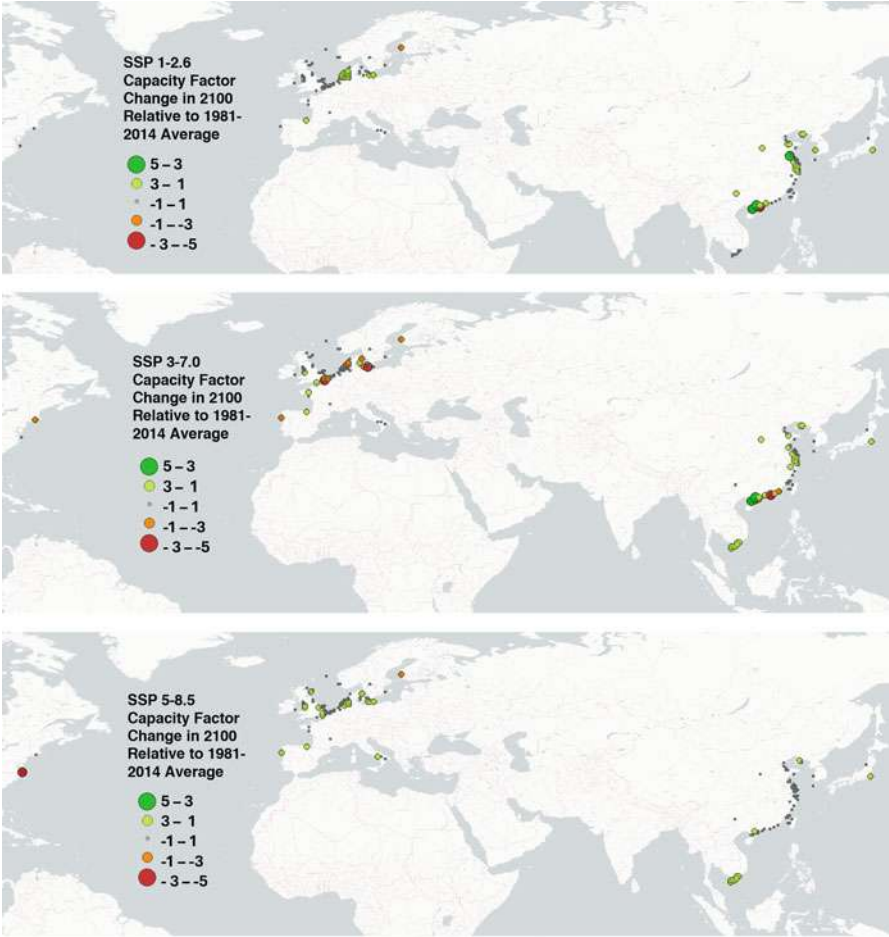 SSP 1-2.6
Capacity Factor
Change in 2100
Relative to 1981-
2014 Average
5 – 3
3 – 1
-1 – 1
-1 – -3
- 3 – -5
SSP 3-7.0
Capacity Factor
Change in 2100
Relative to 1981-
2014 Average
5 – 3
3 – 1
-1 – 1
-1 – -3
- 3 – -5
SSP 5-8.5
Capacity Factor
Change in 2100
Relative to 1981-
2014 Average
5 – 3
3 – 1
-1 – 1
-1 – -3
- 3 – -5